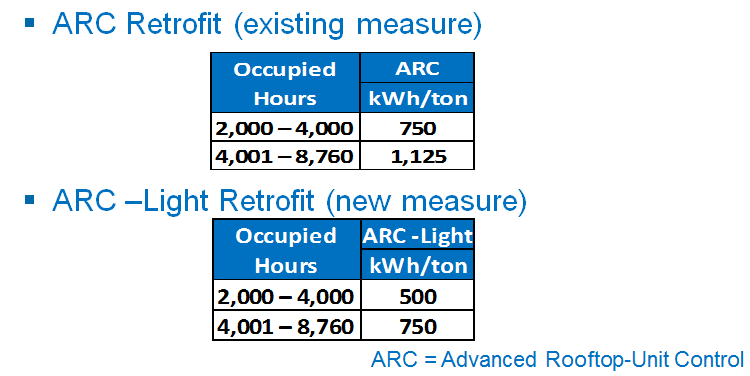 ▪ ARC Retrofit (existing measure)
Occupied ARC
Hours kWh/ton
2,000 – 4,000 750
4,001 – 8,760 1,125
▪ ARC –Light Retrofit (new measure)
Occupied ARC -Light
Hours kWh/ton
2,000 – 4,000 500
4,001 – 8,760 750
ARC = Advanced Rooftop-Unit Control